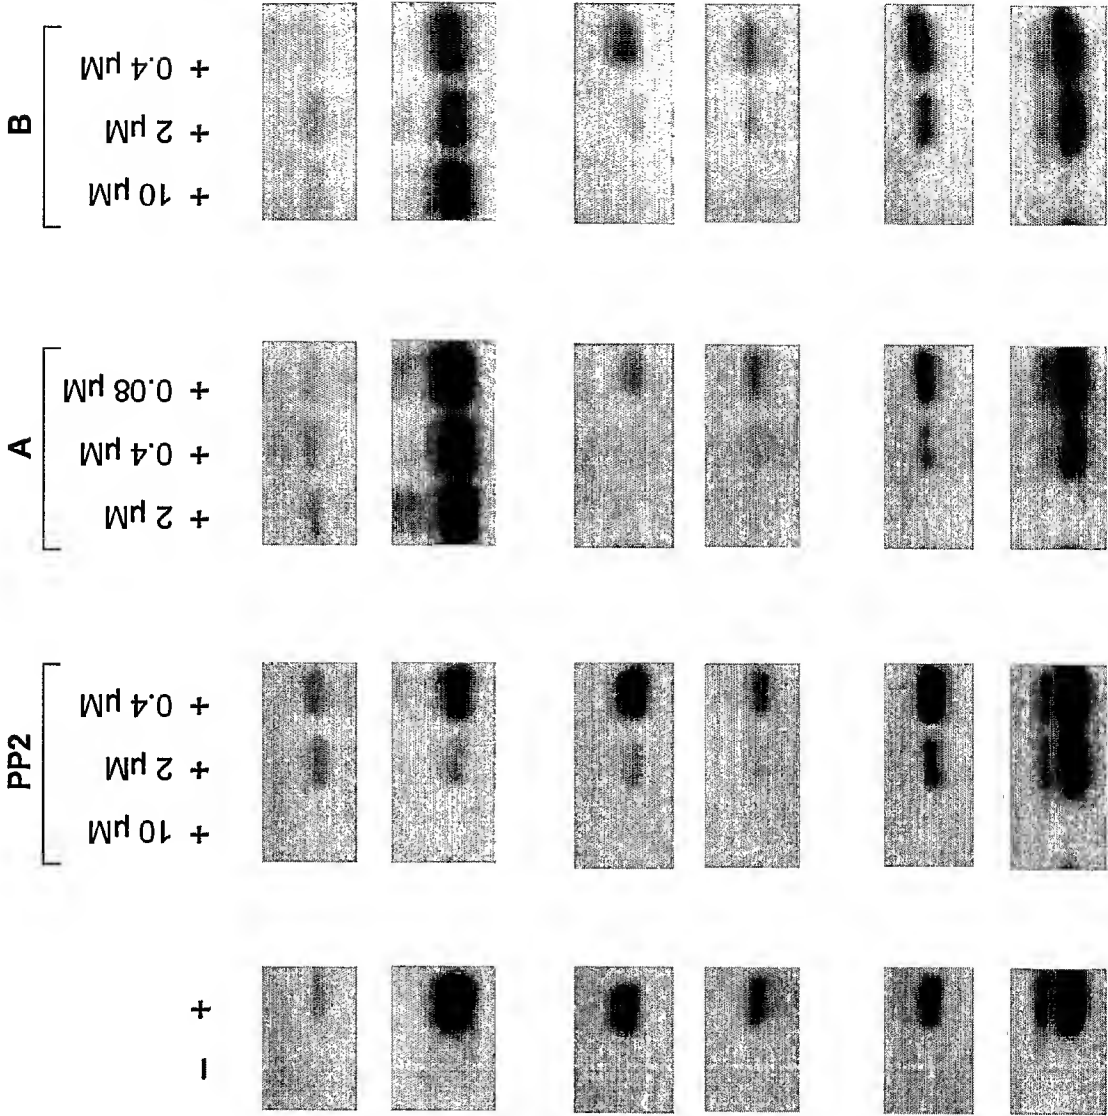 B
+ 0.4 µM
+ 2 µM
+ 10 µM
A
+ 0.08 µM
+ 0.4 µM
+ 2 µM
PP2
+ 0.4 µM
+ 2 µM
+ 10 µM
+
–